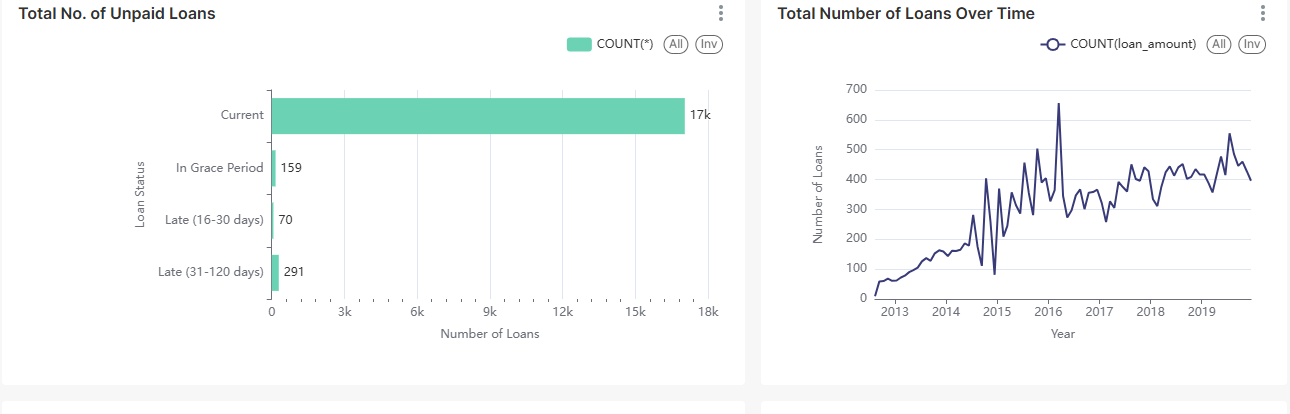 Total No. of Unpaid Loans
COUNT(*) All Inv
Loan Status
Current 17k
In Grace Period 159
Late (16-30 days) 70
Late (31-120 days) 291
0 3k 6k 9k 12k 15k 18k
Number of Loans
Total Number of Loans Over Time
COUNT(loan_amount) All Inv
Number of Loans
700
600
500
400
300
200
100
0
2013 2014 2015 2016 2017 2018 2019
Year